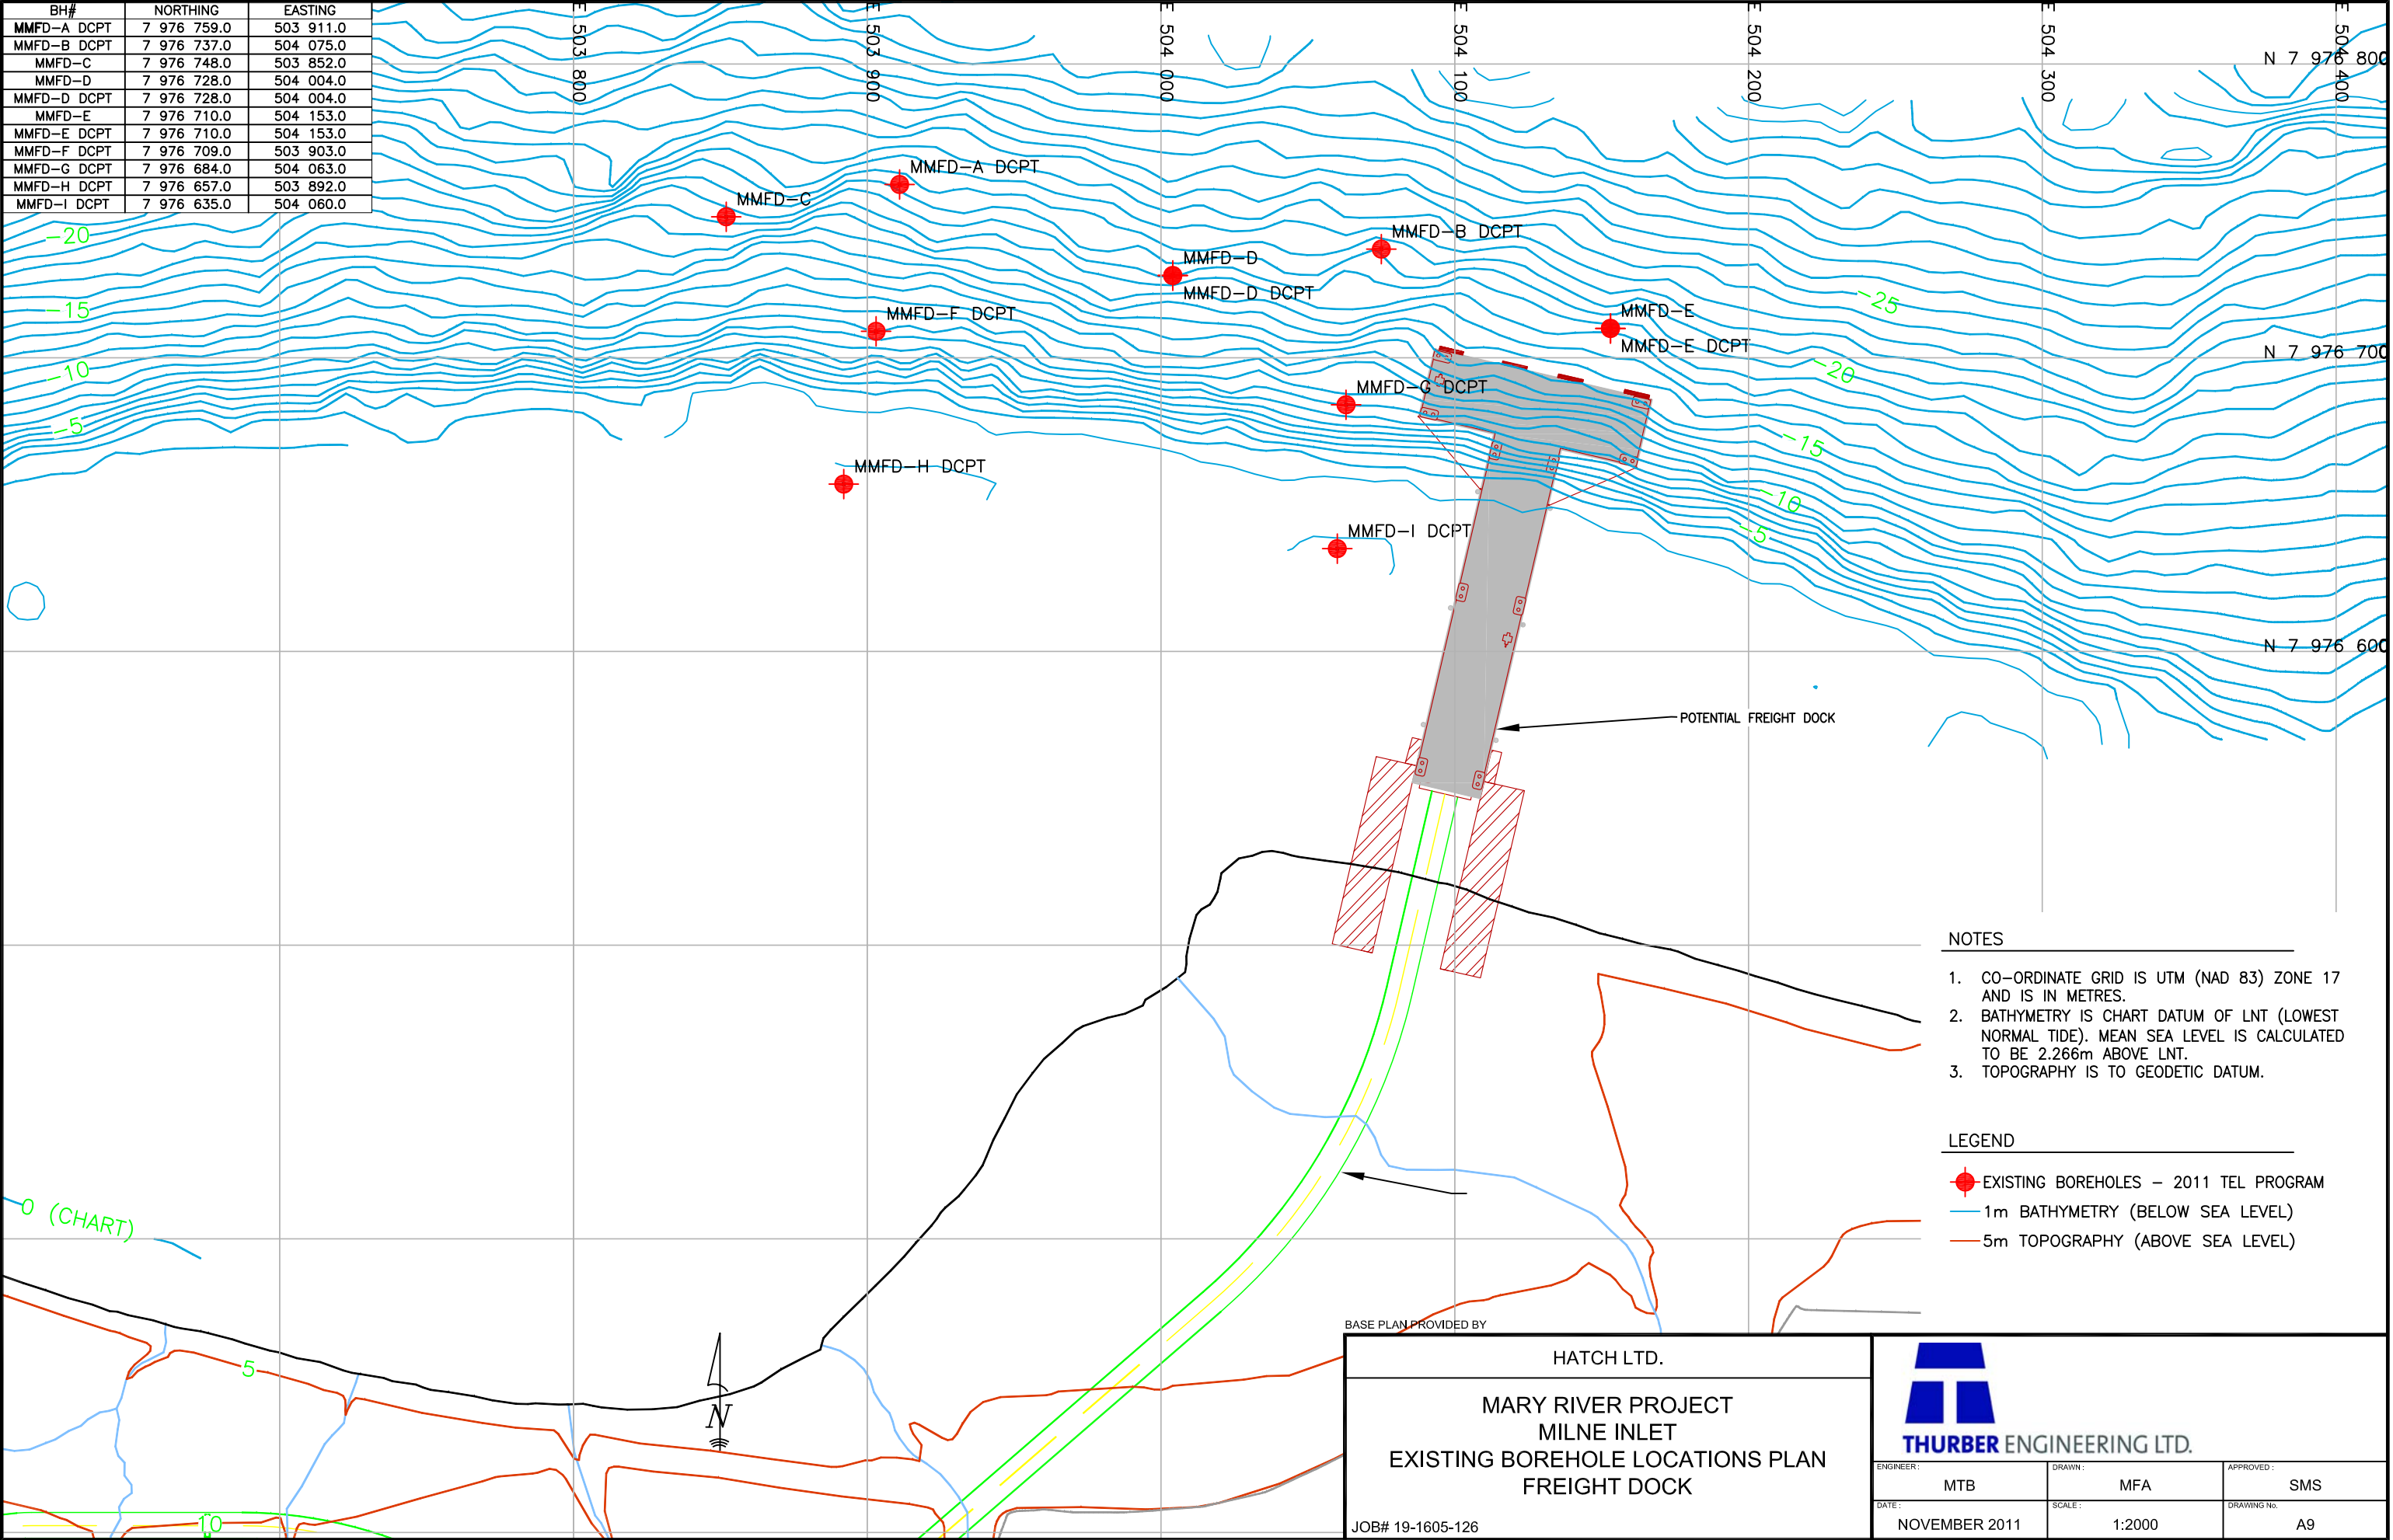 BH# NORTHING EASTING
MMFD-A DCPT 7 976 759.0 503 911.0
MMFD-B DCPT 7 976 737.0 504 075.0
MMFD-C 7 976 748.0 503 852.0
MMFD-D 7 976 728.0 504 004.0
MMFD-D DCPT 7 976 728.0 504 004.0
MMFD-E 7 976 710.0 504 153.0
MMFD-E DCPT 7 976 710.0 504 153.0
MMFD-F DCPT 7 976 709.0 503 903.0
MMFD-G DCPT 7 976 684.0 504 063.0
MMFD-H DCPT 7 976 657.0 503 892.0
MMFD-I DCPT 7 976 635.0 504 060.0
E 503 800
E 503 900
E 504 000
E 504 100
E 504 200
E 504 300
E 504 400
N 7 976 800
MMFD-A DCPT
MMFD-C
MMFD-B DCPT
MMFD-D
MMFD-D DCPT
MMFD-F DCPT
MMFD-E
MMFD-E DCPT
N 7 976 700
MMFD-G DCPT
MMFD-H DCPT
MMFD-I DCPT
N 7 976 600
-20
-15
-10
-5
-25
-20
-15
-10
-5
POTENTIAL FREIGHT DOCK
0 (CHART)
5
10
N
NOTES
1. CO-ORDINATE GRID IS UTM (NAD 83) ZONE 17
AND IS IN METRES.
2. BATHYMETRY IS CHART DATUM OF LNT (LOWEST
NORMAL TIDE). MEAN SEA LEVEL IS CALCULATED
TO BE 2.266m ABOVE LNT.
3. TOPOGRAPHY IS TO GEODETIC DATUM.
LEGEND
EXISTING BOREHOLES - 2011 TEL PROGRAM
1m BATHYMETRY (BELOW SEA LEVEL)
5m TOPOGRAPHY (ABOVE SEA LEVEL)
BASE PLAN PROVIDED BY
HATCH LTD.
MARY RIVER PROJECT
MILNE INLET
EXISTING BOREHOLE LOCATIONS PLAN
FREIGHT DOCK
JOB# 19-1605-126
THURBER ENGINEERING LTD.
ENGINEER: MTB
DRAWN: MFA
APPROVED: SMS
DATE: NOVEMBER 2011
SCALE: 1:2000
DRAWING No. A9